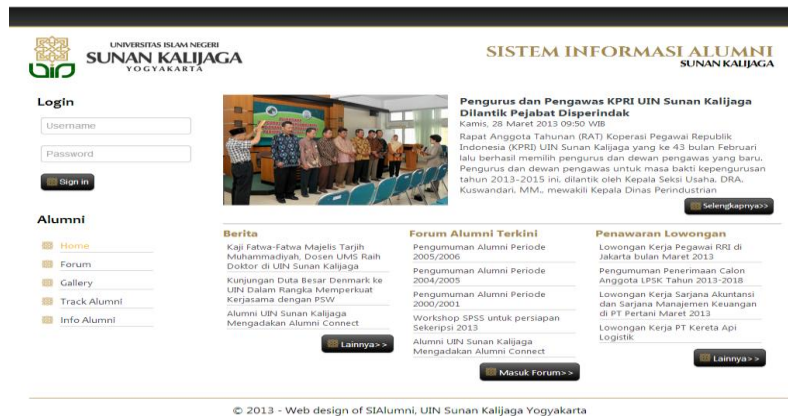 UNIVERSITAS ISLAM NEGERI
SUNAN KALIJAGA
YOGYAKARTA
SISTEM INFORMASI ALUMNI
SUNAN KALIJAGA
Login
Username
Password
Sign in
Alumni
Home
Forum
Gallery
Track Alumni
Info Alumni
Pengurus dan Pengawas KPRI UIN Sunan Kalijaga
Dilantik Pejabat Disperindak
Kamis, 28 Maret 2013 09:50 WIB
Rapat Anggota Tahunan (RAT) Koperasi Pegawai Republik
Indonesia (KPRI) UIN Sunan Kalijaga yang ke 43 bulan Februari
lalu berhasil memilih pengurus dan dewan pengawas yang baru.
Pengurus dan dewan pengawas untuk masa bakti kepengurusan
tahun 2013-2015 ini, dilantik oleh Kepala Seksi Usaha, DRA,
Kuswandari, MM., mewakili Kepala Dinas Perindustrian
Selengkapnya>>
Berita
Kaji Fatwa-Fatwa Majelis Tarjih
Muhammadiyah, Dosen UMS Raih
Doktor di UIN Sunan Kalijaga
Kunjungan Duta Besar Denmark ke
UIN Dalam Rangka Memperkuat
Kerjasama dengan PSW
Alumni UIN Sunan Kalijaga
Mengadakan Alumni Connect
Lainnya>>
Forum Alumni Terkini
Pengumuman Alumni Periode
2005/2006
Pengumuman Alumni Periode
2004/2005
Pengumuman Alumni Periode
2000/2001
Workshop SPSS untuk persiapan
Sekeripsi 2013
Alumni UIN Sunan Kalijaga
Mengadakan Alumni Connect
Masuk Forum>>
Penawaran Lowongan
Lowongan Kerja Pegawai RRI di
Jakarta bulan Maret 2013
Pengumuman Penerimaan Calon
Anggota LPSK Tahun 2013-2018
Lowongan Kerja Sarjana Akuntansi
dan Sarjana Manajemen Keuangan
di PT Pertani Maret 2013
Lowongan Kerja PT Kereta Api
Logistik
Lainnya>>
© 2013 - Web design of SIAlumni, UIN Sunan Kalijaga Yogyakarta